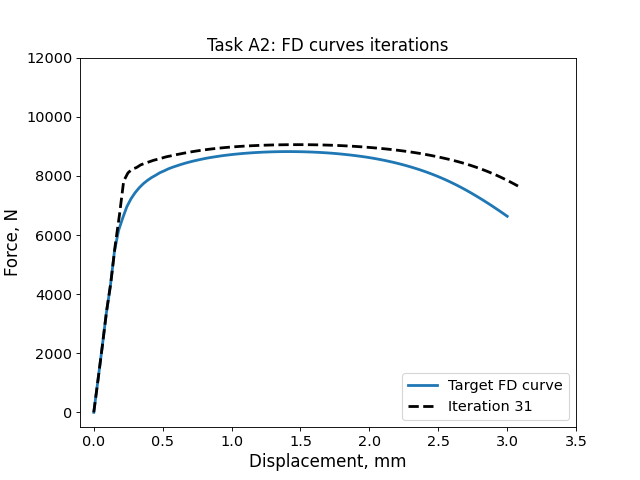 Task A2: FD curves iterations
12000
10000
8000
6000
4000
2000
0
Force, N
0.0 0.5 1.0 1.5 2.0 2.5 3.0 3.5
Displacement, mm
Target FD curve
Iteration 31